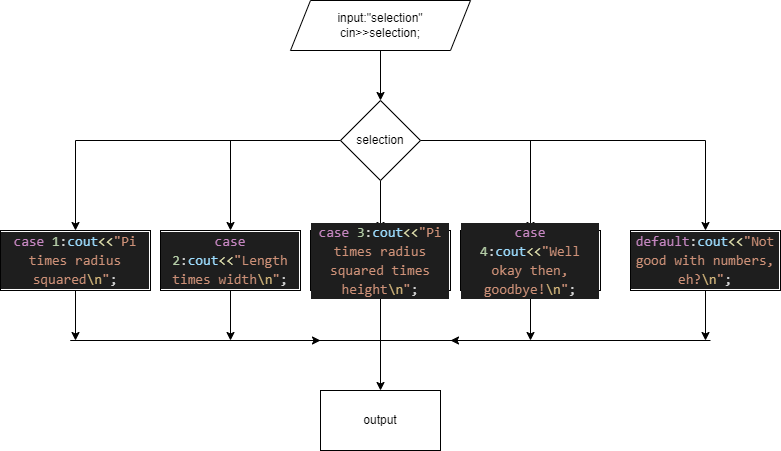 input:"selection"
cin>>selection;
selection
case 1:cout<<"Pi
times radius
squared\n";
case
2:cout<<"Length
times width\n";
case 3:cout<<"Pi
times radius
squared times
height\n";
case
4:cout<<"Well
okay then,
goodbye!\n";
default:cout<<"Not
good with numbers,
eh?\n";
output